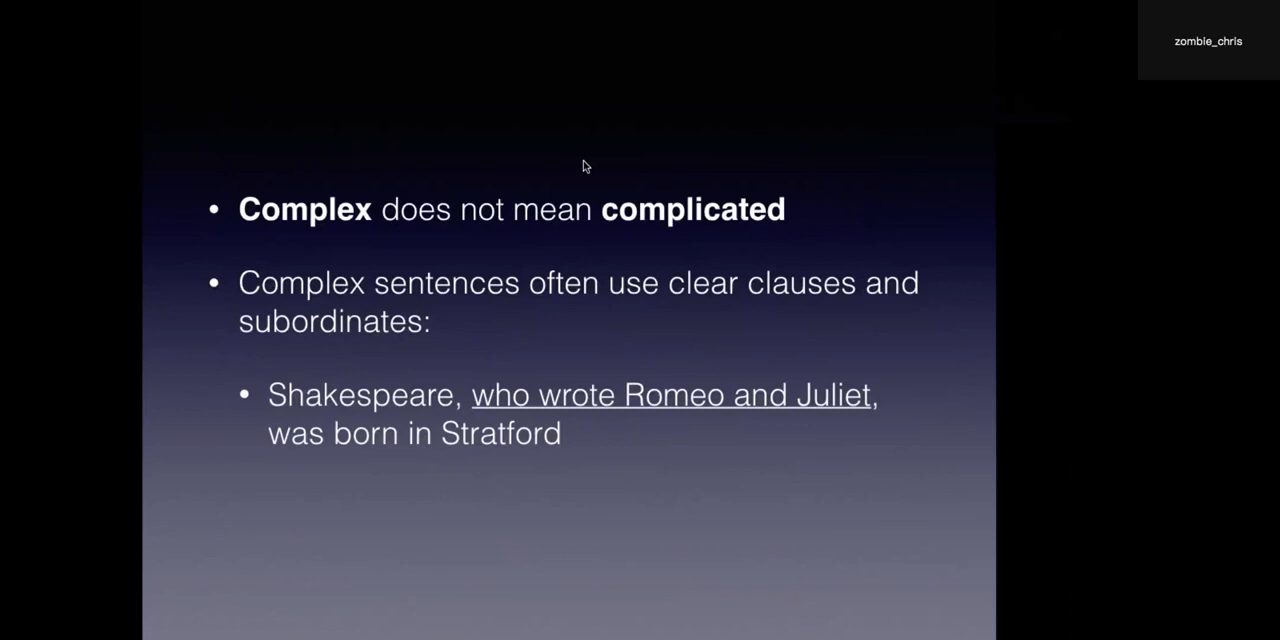 zombie_chris
• Complex does not mean complicated
• Complex sentences often use clear clauses and
subordinates:
• Shakespeare, who wrote Romeo and Juliet,
was born in Stratford